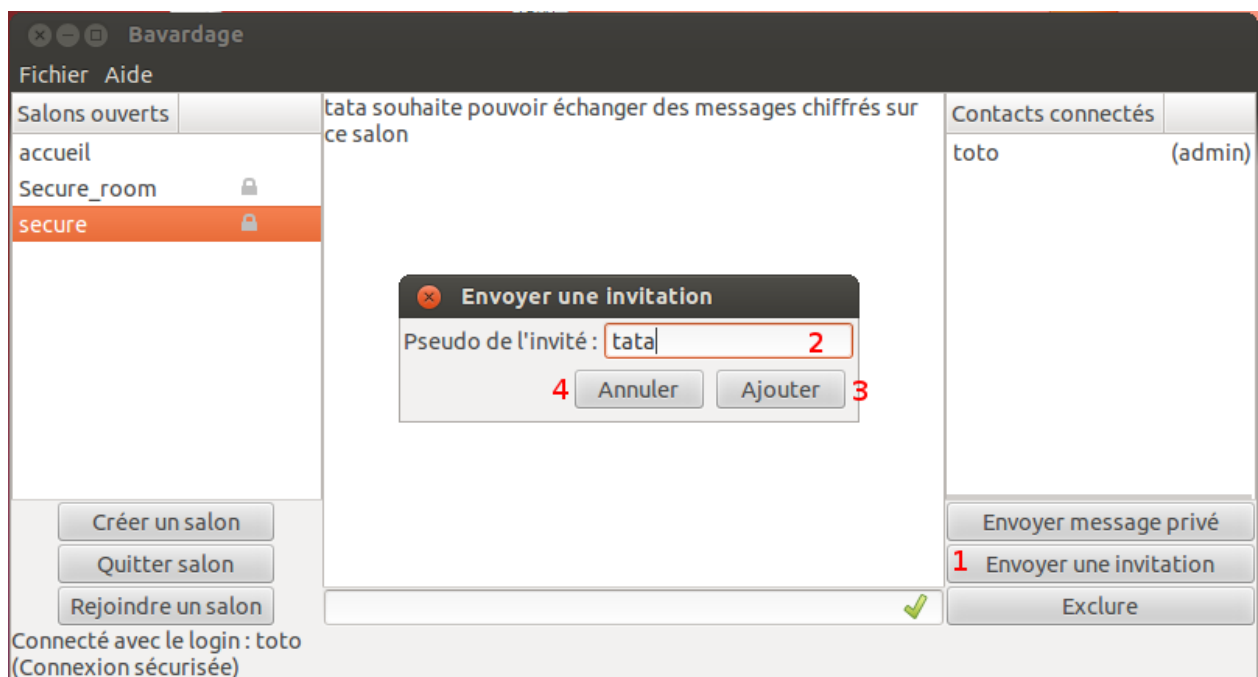 Bavardage
Fichier Aide
Salons ouverts
accueil
Secure_room
secure
tata souhaite pouvoir échanger des messages chiffrés sur
ce salon
Contacts connectés
toto (admin)
Envoyer une invitation
Pseudo de l'invité : tata 2
4 Annuler Ajouter 3
Créer un salon
Quitter salon
Rejoindre un salon
Envoyer message privé
1 Envoyer une invitation
Exclure
Connecté avec le login : toto
(Connexion sécurisée)